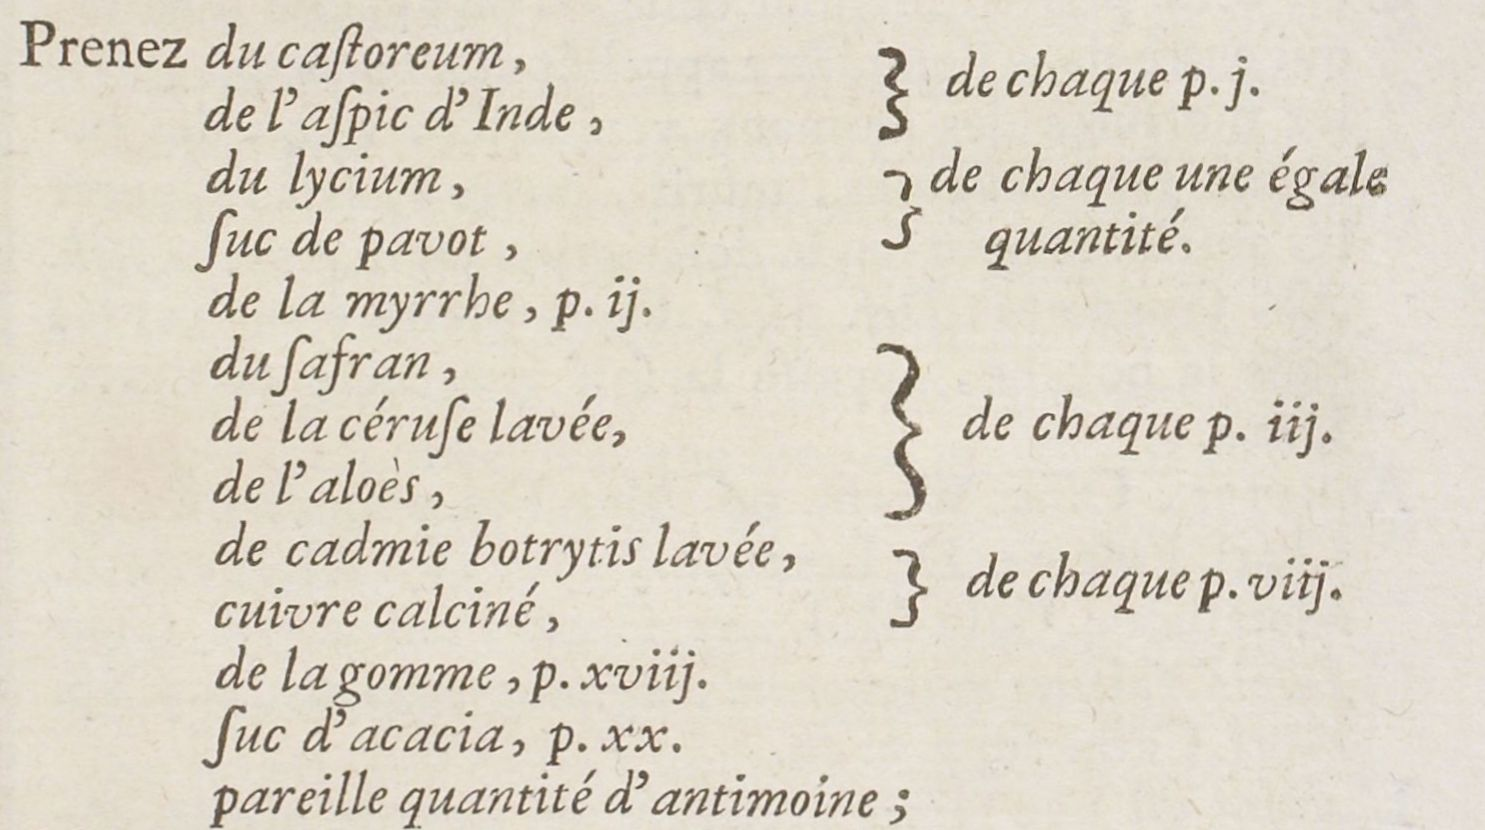 Prenez du caſtoreum,
de l'aſpic d'Inde,
de chaque p. j.
du lycium,
ſuc de pavot,
de chaque une égale
quantité.
de la myrrhe, p. ij.
du ſafran,
de la céruſe lavée,
de l'aloès,
de chaque p. iij.
de cadmie botrytis lavée,
cuivre calciné,
de chaque p. viij.
de la gomme, p. xviij.
ſuc d'acacia, p. xx.
pareille quantité d'antimoine;